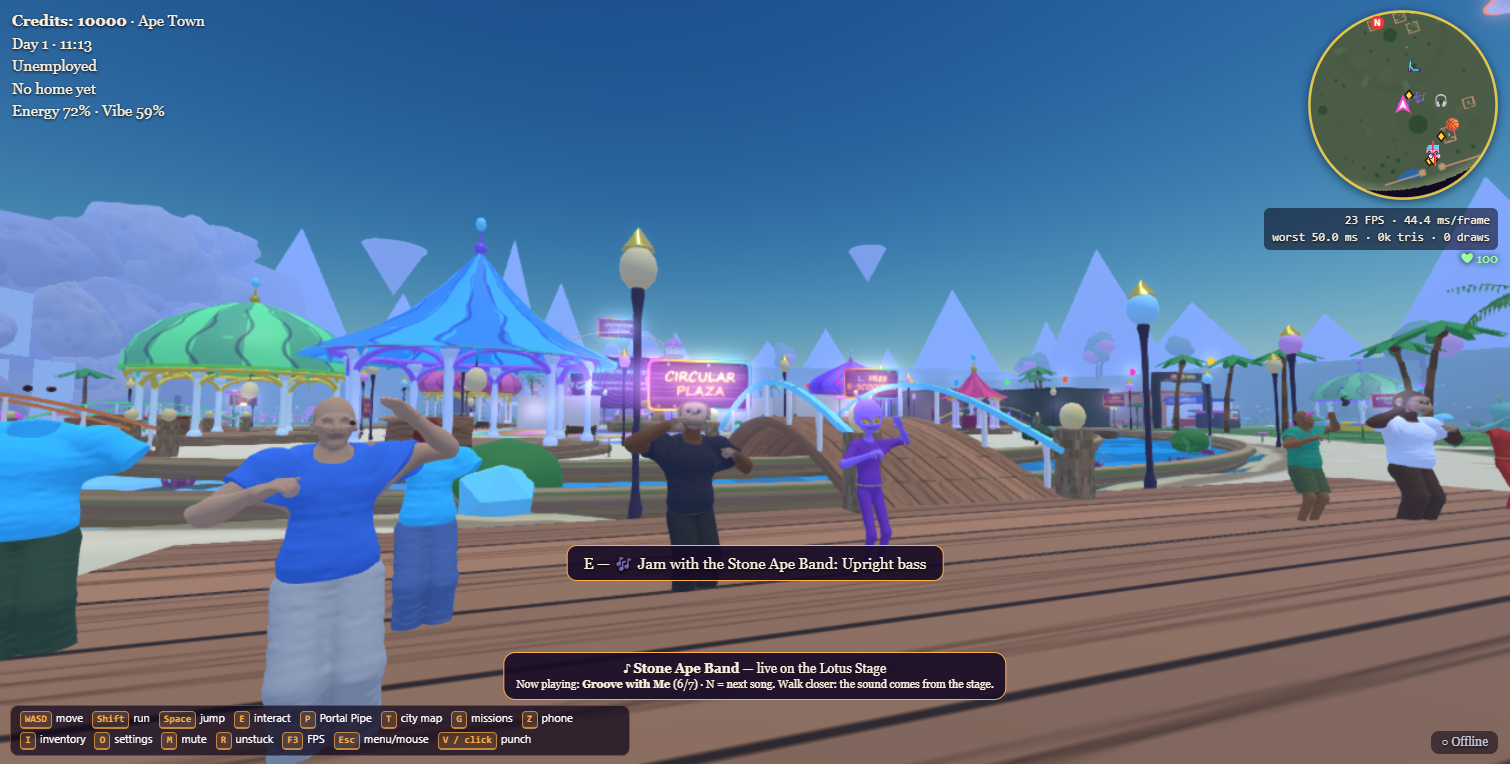 Credits: 10000 · Ape Town
Day 1 · 11:13
Unemployed
No home yet
Energy 72% · Vibe 59%
N
23 FPS · 44.4 ms/frame
worst 50.0 ms · 0k tris · 0 draws
100
CIRCULAR
PLAZA
FREE
E — Jam with the Stone Ape Band: Upright bass
♪ Stone Ape Band — live on the Lotus Stage
Now playing: Groove with Me (6/7) · N = next song. Walk closer: the sound comes from the stage.
WASD move Shift run Space jump E interact P Portal Pipe T city map G missions Z phone
I inventory O settings M mute R unstuck F3 FPS Esc menu/mouse V / click punch
○ Offline